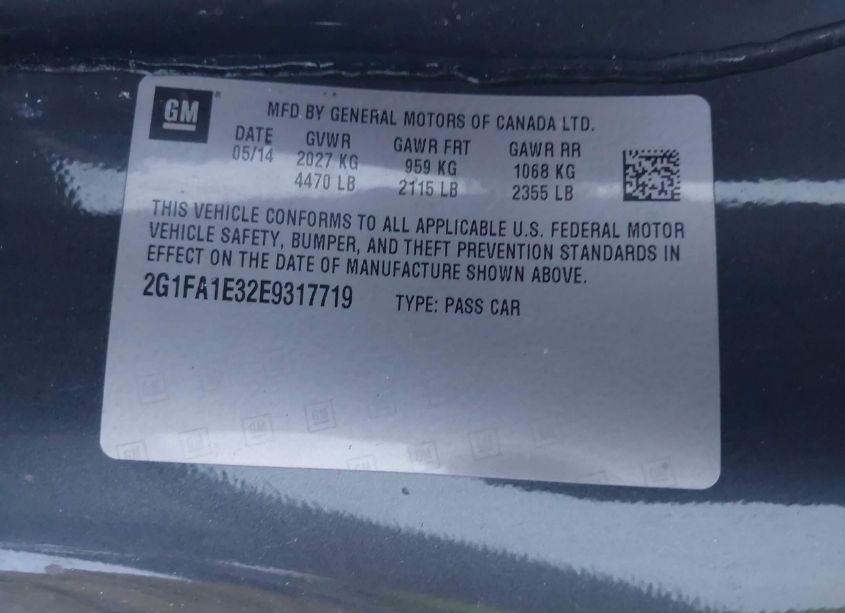 GM
MFD BY GENERAL MOTORS OF CANADA LTD.
DATE GVWR GAWR FRT GAWR RR
05/14 2027 KG 959 KG 1068 KG
4470 LB 2115 LB 2355 LB
THIS VEHICLE CONFORMS TO ALL APPLICABLE U.S. FEDERAL MOTOR
VEHICLE SAFETY, BUMPER, AND THEFT PREVENTION STANDARDS IN
EFFECT ON THE DATE OF MANUFACTURE SHOWN ABOVE.
2G1FA1E32E9317719 TYPE: PASS CAR